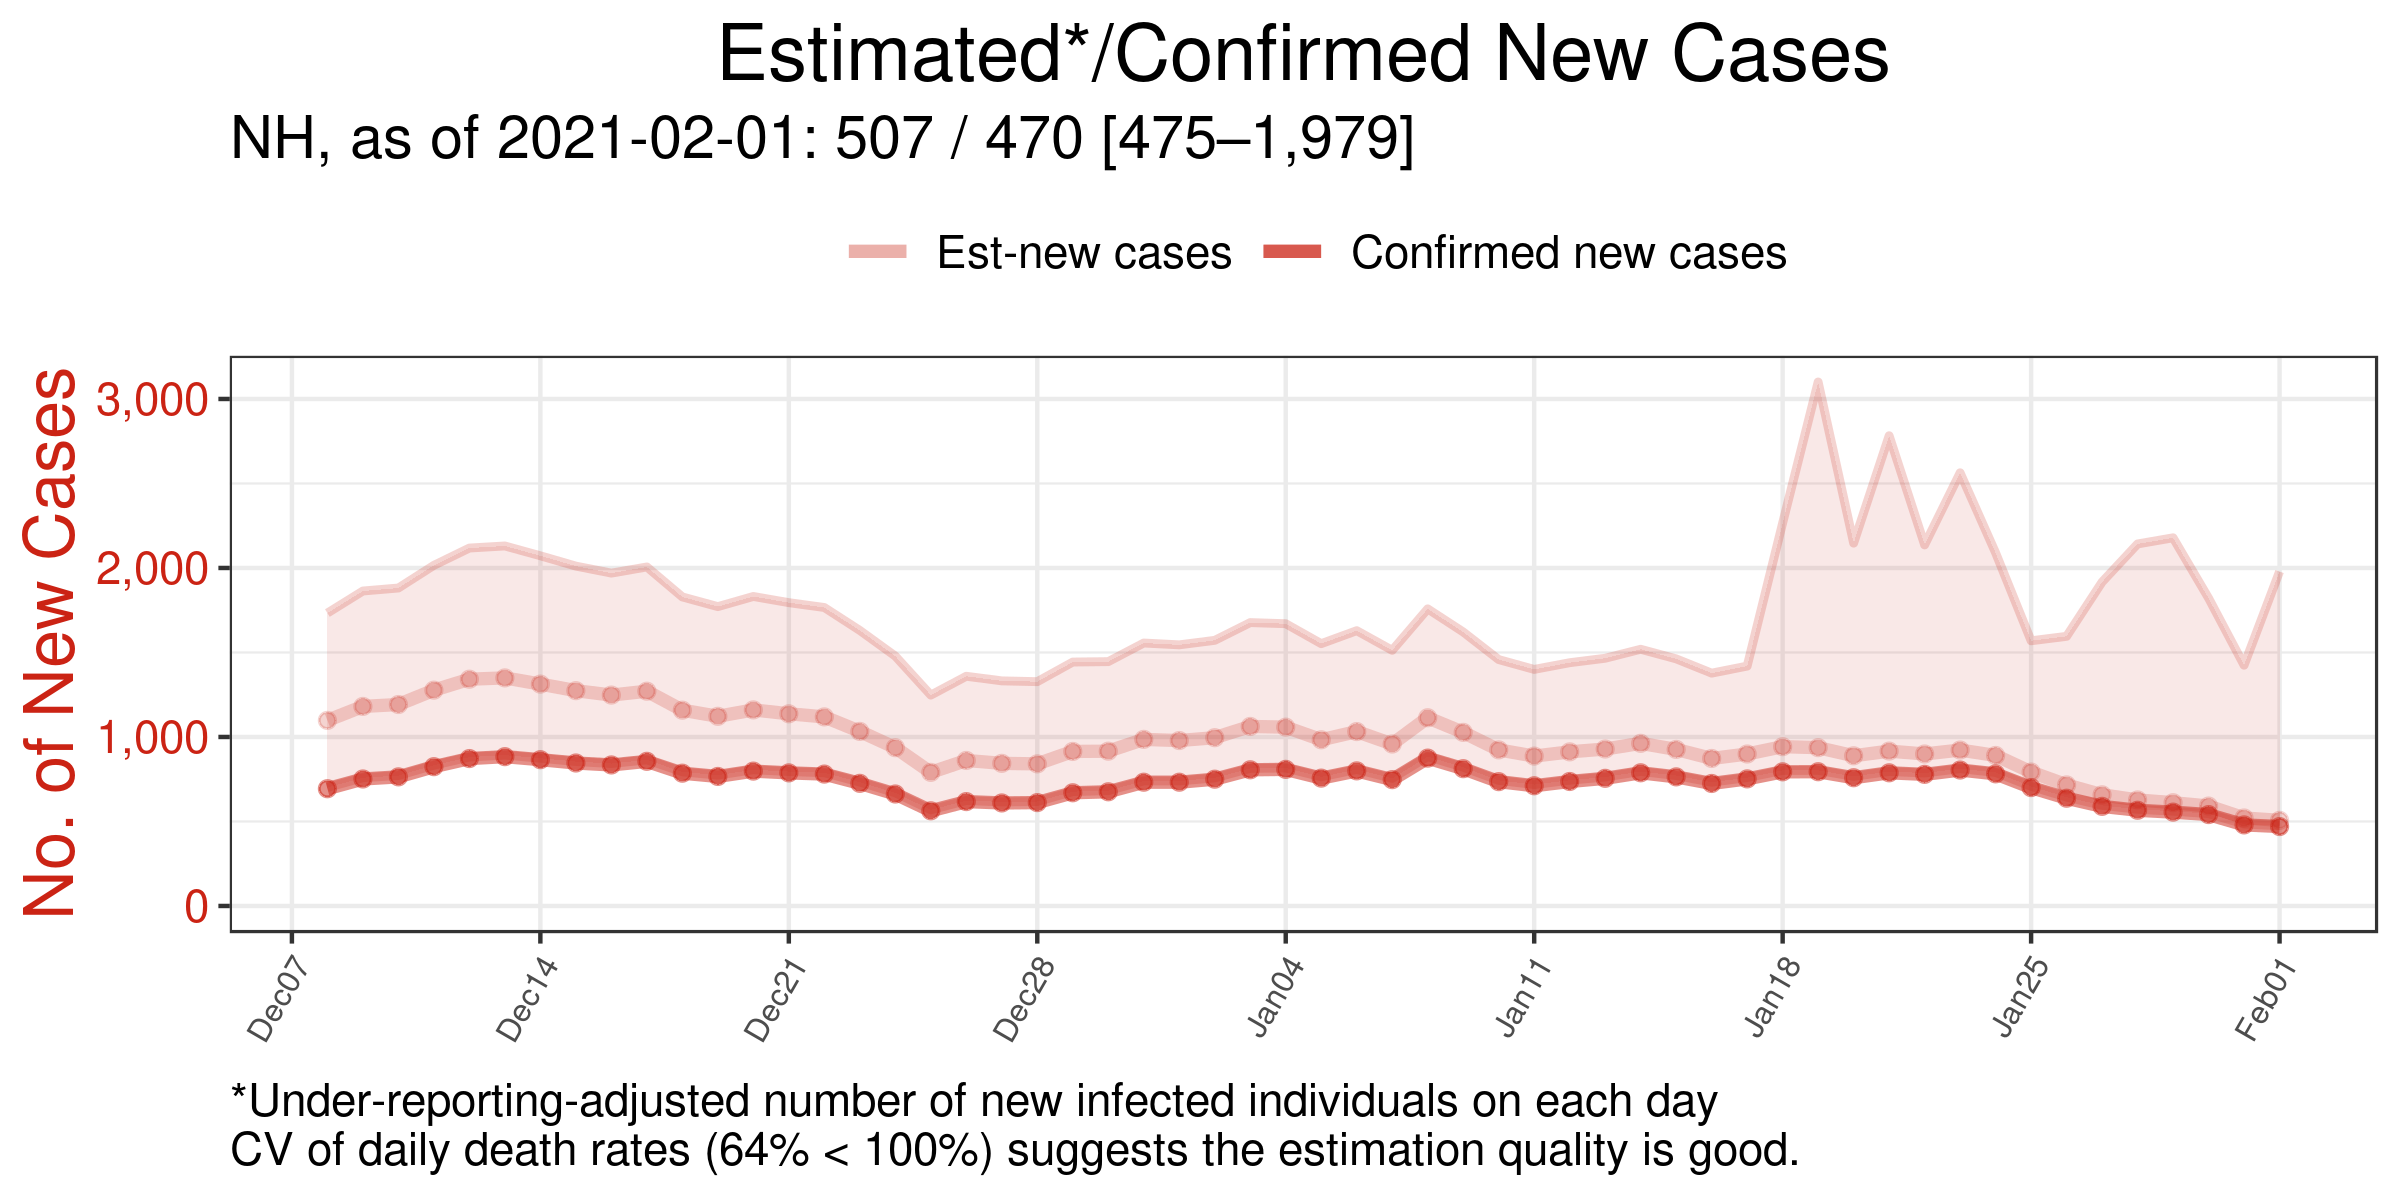 Estimated*/Confirmed New Cases
NH, as of 2021-02-01: 507 / 470 [475–1,979]
Est-new cases
Confirmed new cases
No. of New Cases
3,000
2,000
1,000
0
Dec07
Dec14
Dec21
Dec28
Jan04
Jan11
Jan18
Jan25
Feb01
*Under-reporting-adjusted number of new infected individuals on each day
CV of daily death rates (64% < 100%) suggests the estimation quality is good.